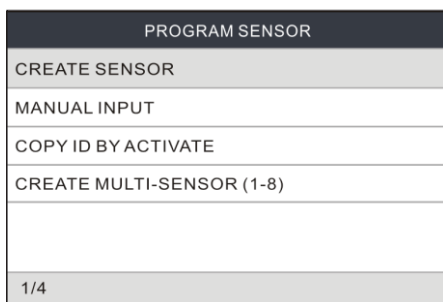 PROGRAM SENSOR
CREATE SENSOR
MANUAL INPUT
COPY ID BY ACTIVATE
CREATE MULTI-SENSOR (1-8)
1/4